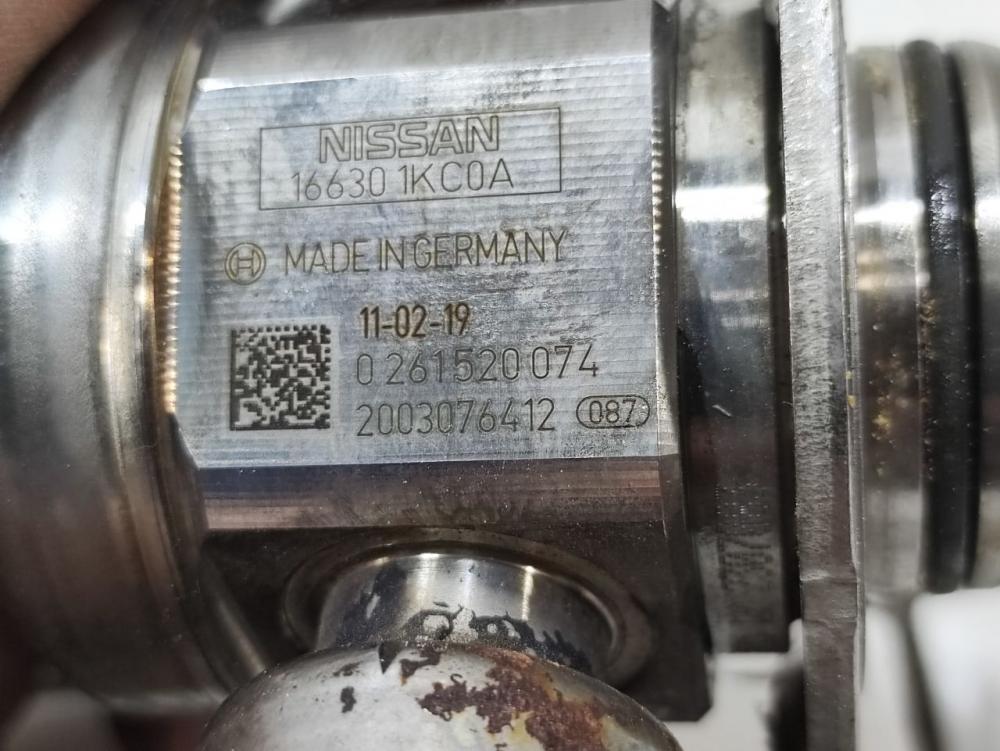 NISSAN
16630 1KC0A
MADE IN GERMANY
11-02-19
0 261 520 074
2003076412 087